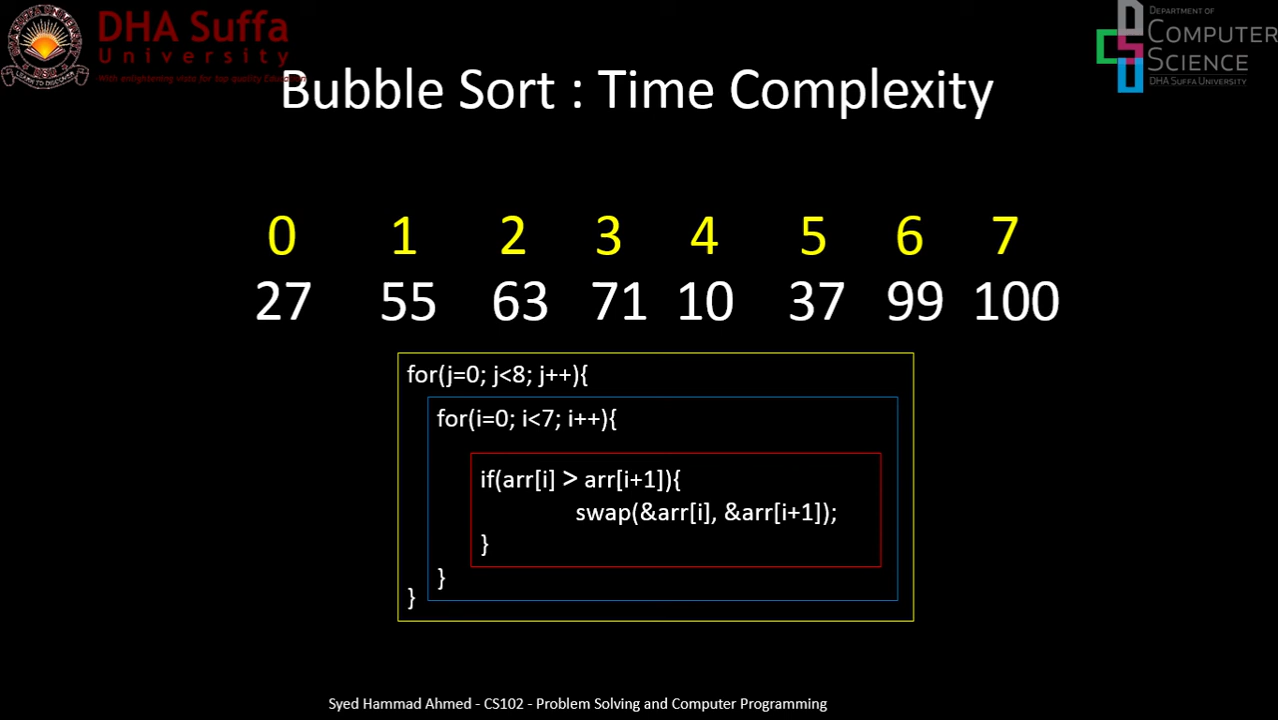 DHA Suffa
University
With enlightening vista for top quality Education
DEPARTMENT OF
COMPUTER
SCIENCE
DHA SUFFA UNIVERSITY
Bubble Sort : Time Complexity
0 1 2 3 4 5 6 7
27 55 63 71 10 37 99 100
for(j=0; j<8; j++){
for(i=0; i<7; i++){
if(arr[i] > arr[i+1]){
swap(&arr[i], &arr[i+1]);
}
}
}
Syed Hammad Ahmed - CS102 - Problem Solving and Computer Programming